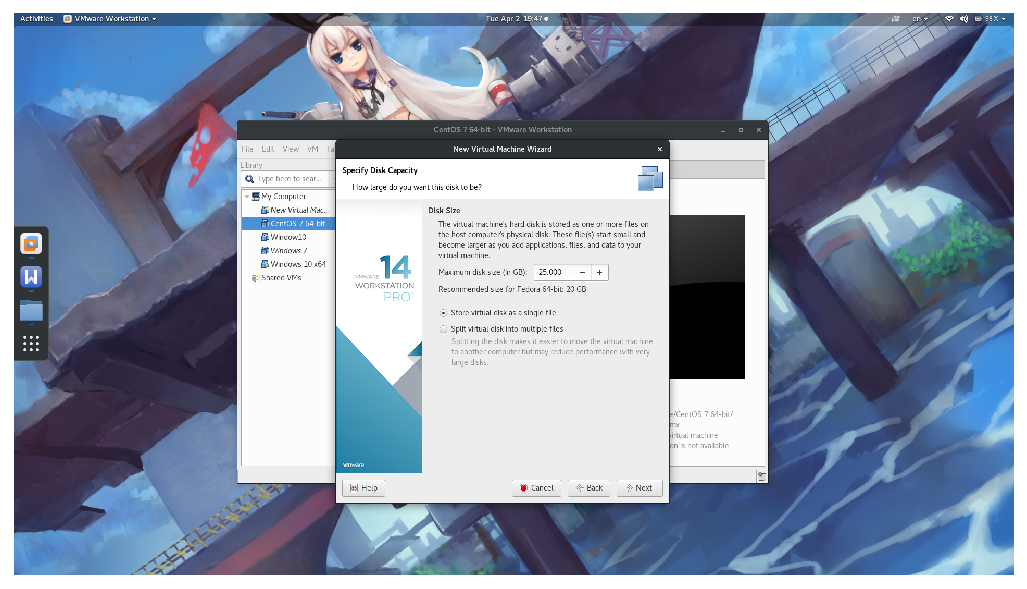 Activities VMware Workstation Tue Apr 2, 15:47 en 98%
CentOS 7 64-bit - VMware Workstation
File Edit View VM Ta
New Virtual Machine Wizard
Library
Type here to sear...
My Computer
New Virtual Mac...
CentOS 7 64-bit
Window10
Windows 7
Windows 10 x64
Shared VMs
Specify Disk Capacity
How large do you want this disk to be?
VMWARE 14
WORKSTATION
PRO™
vmware
Disk Size
The virtual machine's hard disk is stored as one or more files on
the host computer's physical disk. These file(s) start small and
become larger as you add applications, files, and data to your
virtual machine.
Maximum disk size (in GB): 25.000 − +
Recommended size for Fedora 64-bit: 20 GB
Store virtual disk as a single file
Split virtual disk into multiple files
Splitting the disk makes it easier to move the virtual machine
to another computer but may reduce performance with very
large disks.
e/CentOS 7 64-bit/
mx
irtual machine
on is not available
Help Cancel Back Next